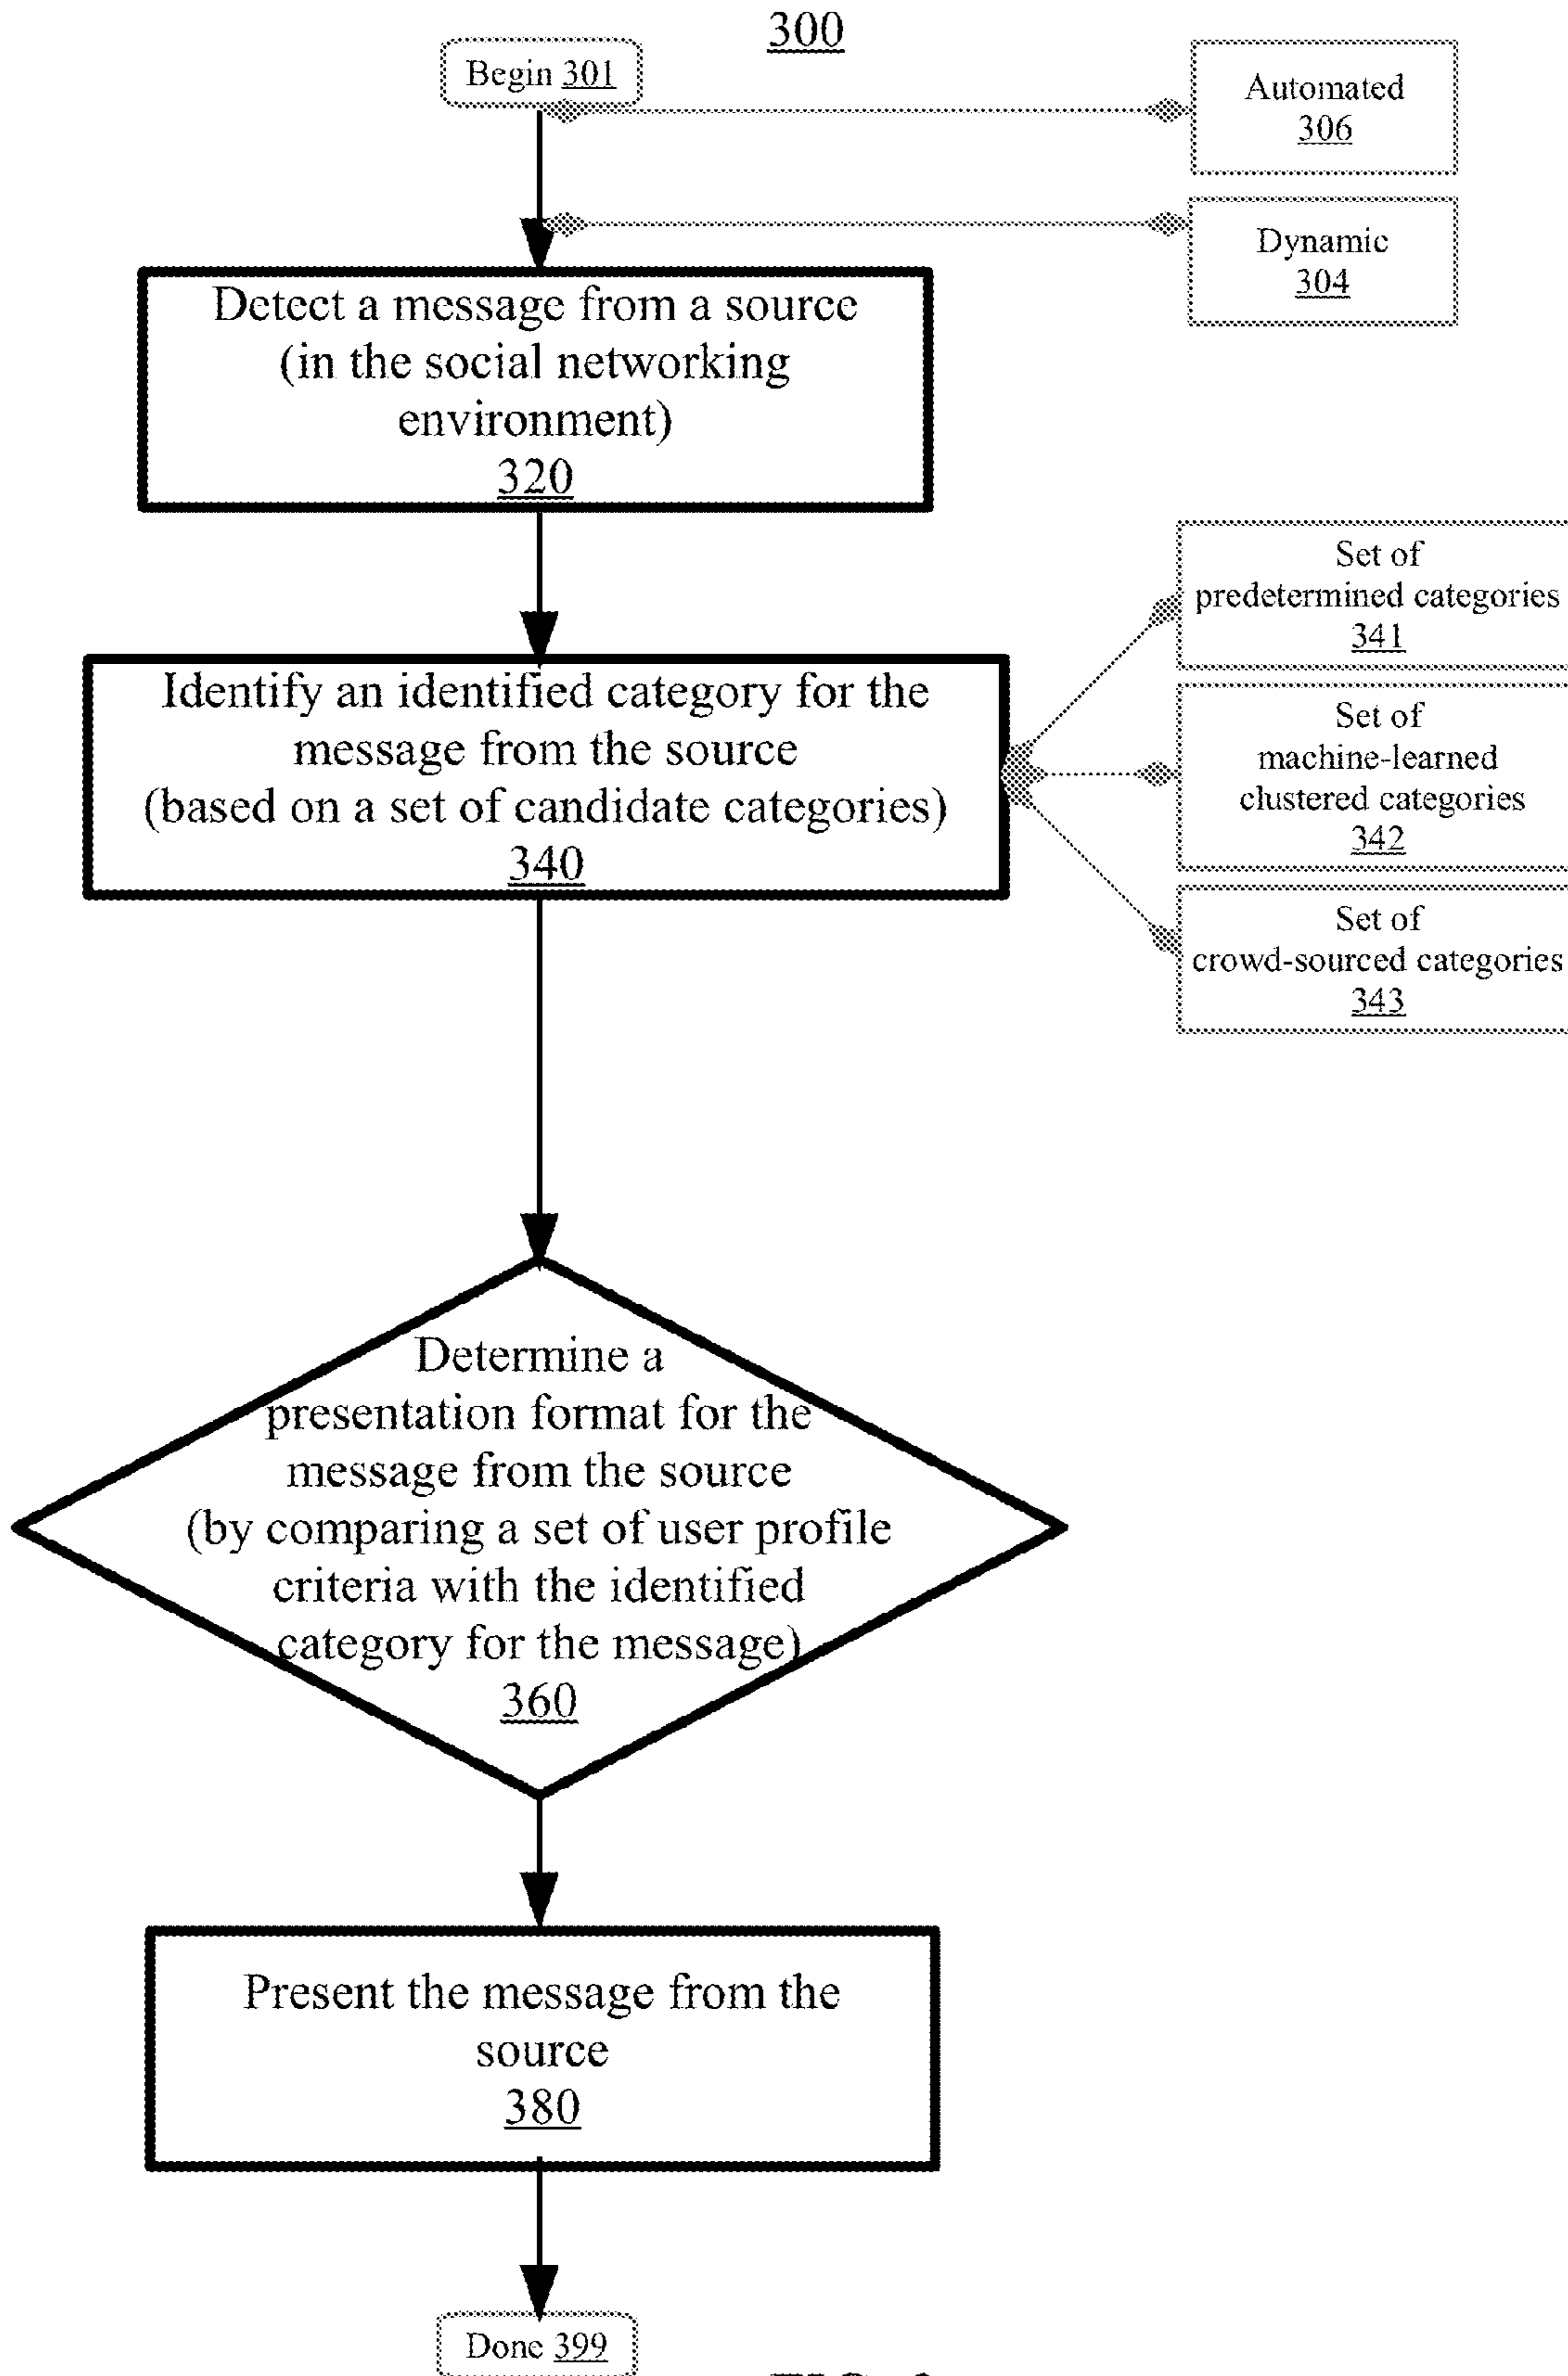 300
Begin 301
Automated
306
Dynamic
304
Detect a message from a source
(in the social networking
environment)
320
Identify an identified category for the
message from the source
(based on a set of candidate categories)
340
Set of
predetermined categories
341
Set of
machine-learned
clustered categories
342
Set of
crowd-sourced categories
343
Determine a
presentation format for the
message from the source
(by comparing a set of user profile
criteria with the identified
category for the message)
360
Present the message from the
source
380
Done 399